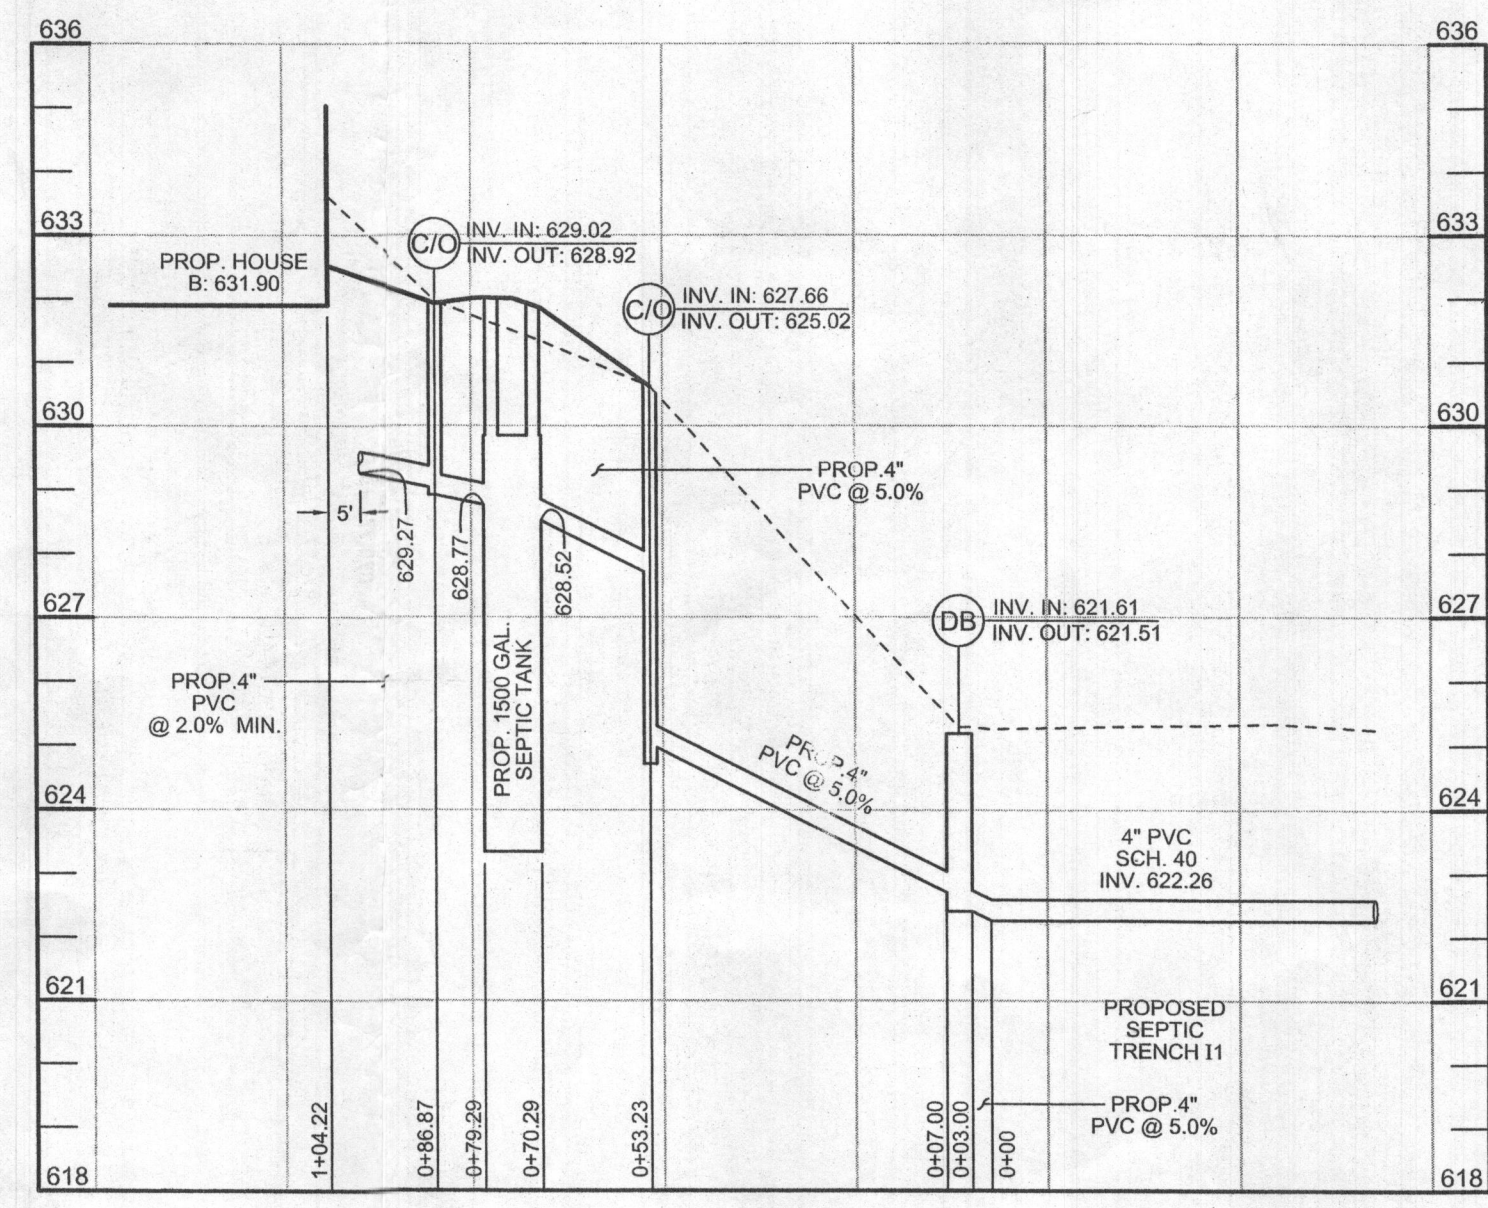 636
636
633
633
630
630
627
627
624
624
621
621
618
618
PROP. HOUSE
B: 631.90
C/O
INV. IN: 629.02
INV. OUT: 628.92
C/O
INV. IN: 627.66
INV. OUT: 625.02
PROP.4"
PVC @ 5.0%
5'
629.27
628.77
628.52
DB
INV. IN: 621.61
INV. OUT: 621.51
PROP.4"
PVC
@ 2.0% MIN.
PROP. 1500 GAL.
SEPTIC TANK
PROP.4"
PVC @ 5.0%
4" PVC
SCH. 40
INV. 622.26
PROPOSED
SEPTIC
TRENCH I1
PROP.4"
PVC @ 5.0%
1+04.22
0+86.87
0+79.29
0+70.29
0+53.23
0+07.00
0+03.00
0+00